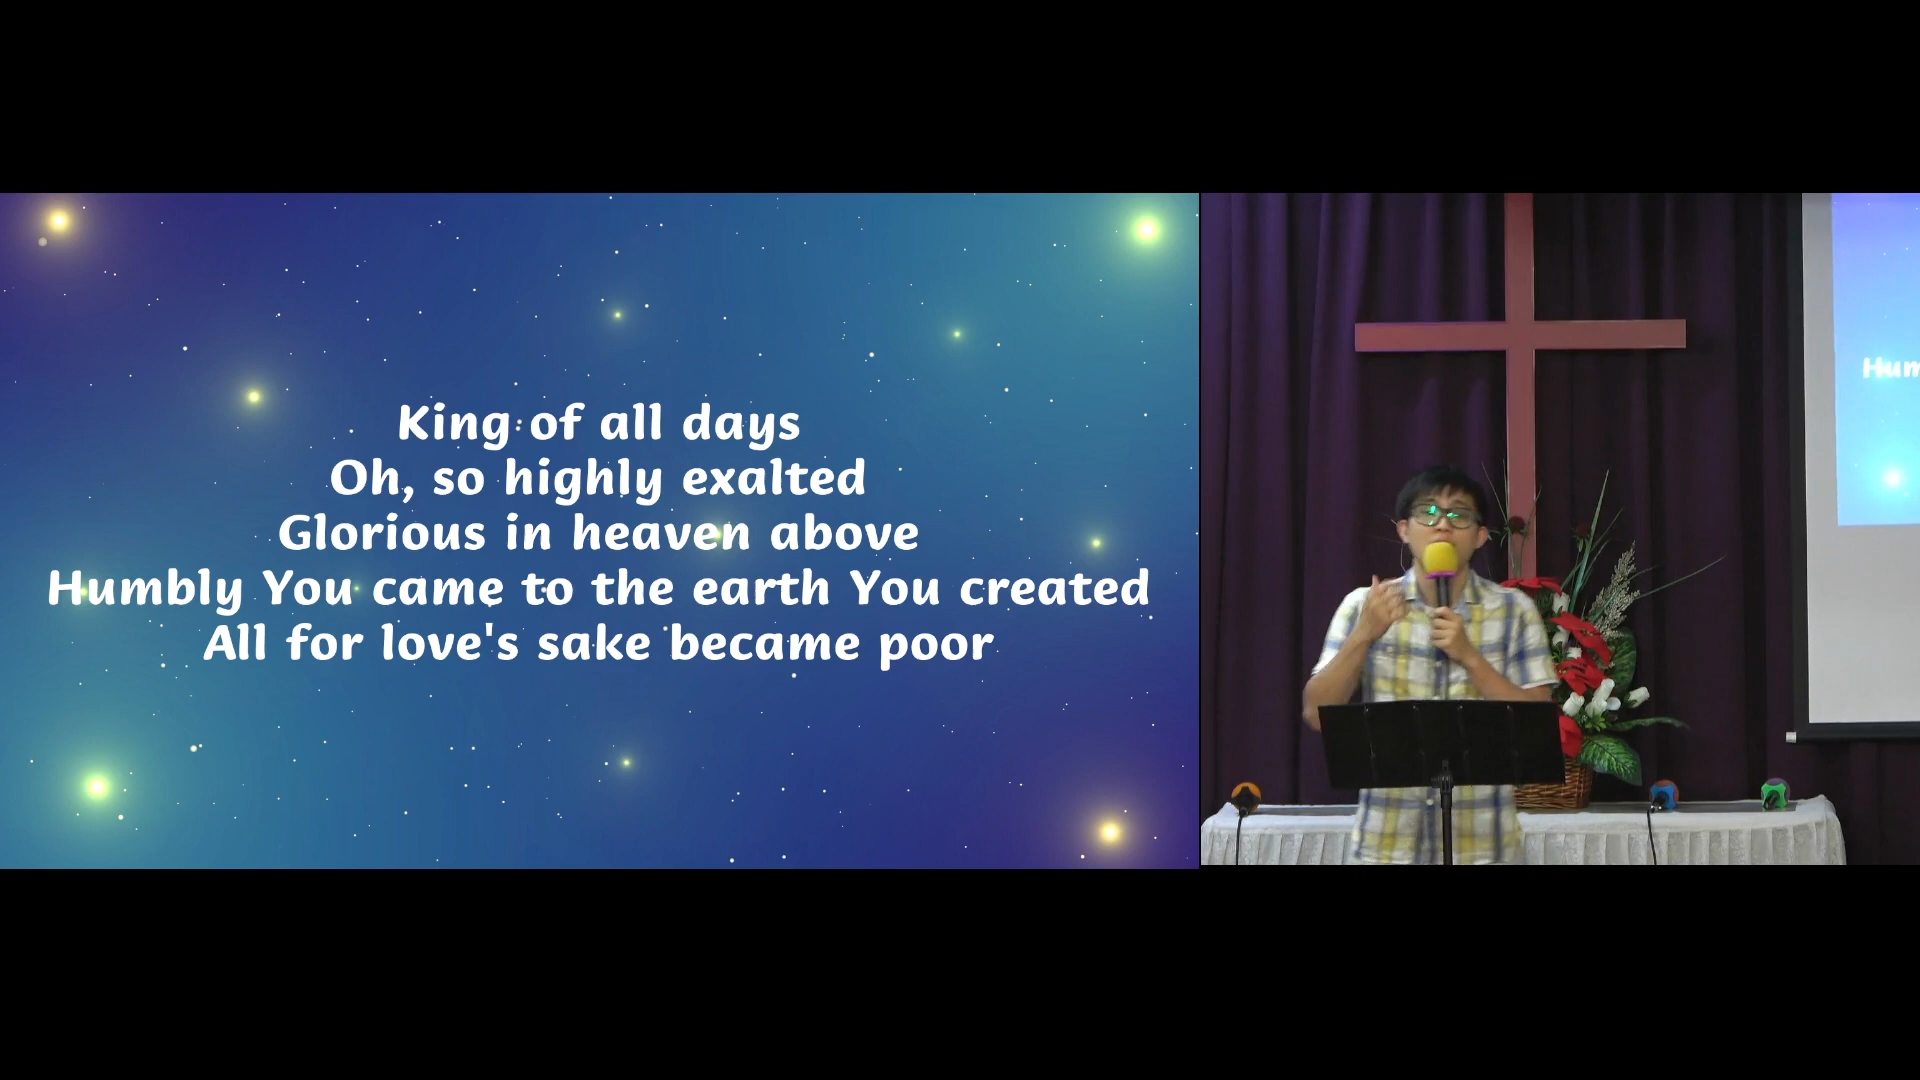 King of all days
Oh, so highly exalted
Glorious in heaven above
Humbly You came to the earth You created
All for love's sake became poor
Hum